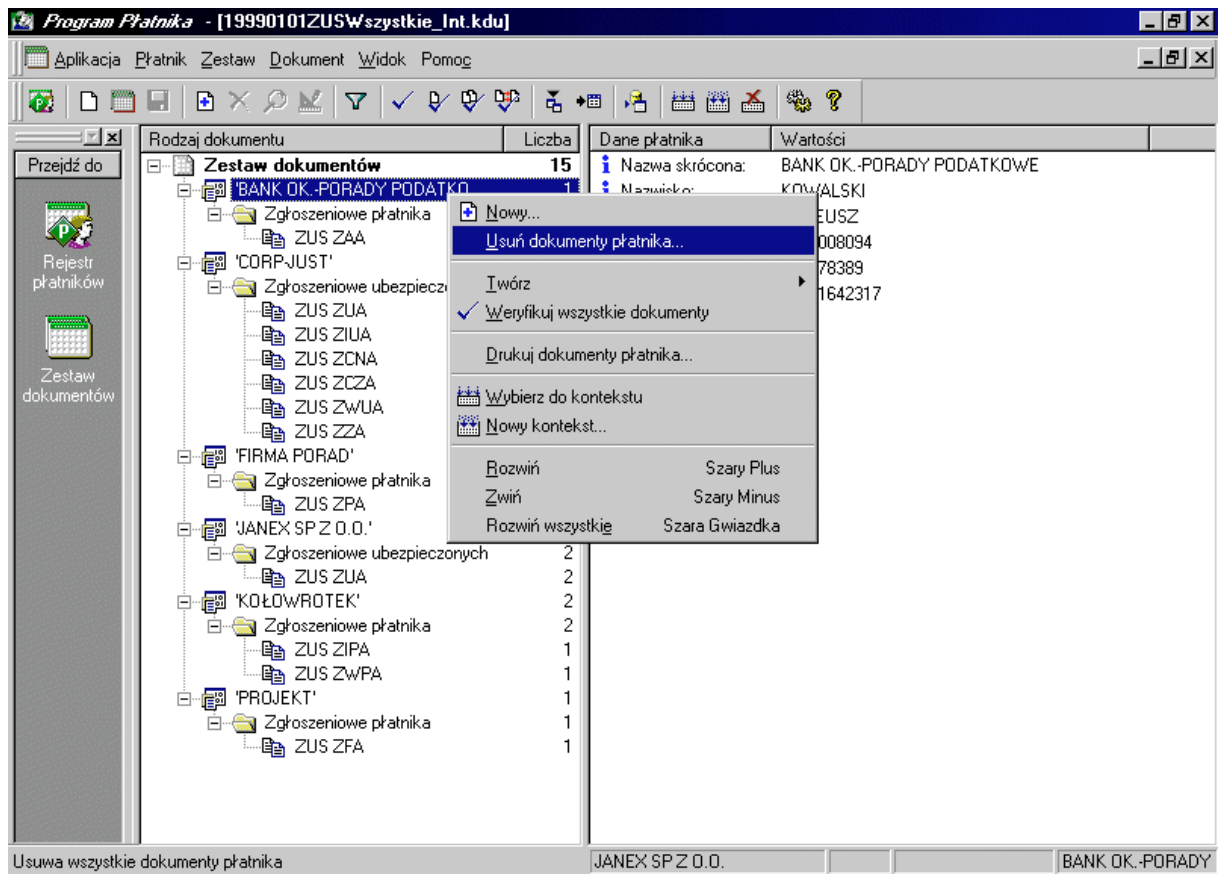 Program Płatnika - [19990101ZUSWszystkie_Int.kdu]
Aplikacja Płatnik Zestaw Dokument Widok Pomoc
Przejdź do
Rejestr
płatników
Zestaw
dokumentów
Rodzaj dokumentu Liczba
Zestaw dokumentów 15
'BANK OK.-PORADY PODATKO... 1
Zgłoszeniowe płatnika
ZUS ZAA
'CORP-JUST'
Zgłoszeniowe ubezpiecz
ZUS ZUA
ZUS ZIUA
ZUS ZCNA
ZUS ZCZA
ZUS ZWUA
ZUS ZZA
'FIRMA PORAD'
Zgłoszeniowe płatnika
ZUS ZPA
'JANEX SP Z O.O.'
Zgłoszeniowe ubezpieczonych 2
ZUS ZUA 2
'KOŁOWROTEK' 2
Zgłoszeniowe płatnika 2
ZUS ZIPA 1
ZUS ZWPA 1
'PROJEKT' 1
Zgłoszeniowe płatnika 1
ZUS ZFA 1
Nowy...
Usuń dokumenty płatnika...
Twórz
Weryfikuj wszystkie dokumenty
Drukuj dokumenty płatnika...
Wybierz do kontekstu
Nowy kontekst...
Rozwiń Szary Plus
Zwiń Szary Minus
Rozwiń wszystkie Szara Gwiazdka
Dane płatnika Wartości
Nazwa skrócona: BANK OK.-PORADY PODATKOWE
Nazwisko: KOWALSKI
EUSZ
008094
78389
1642317
Usuwa wszystkie dokumenty płatnika JANEX SP Z O.O. BANK OK.-PORADY